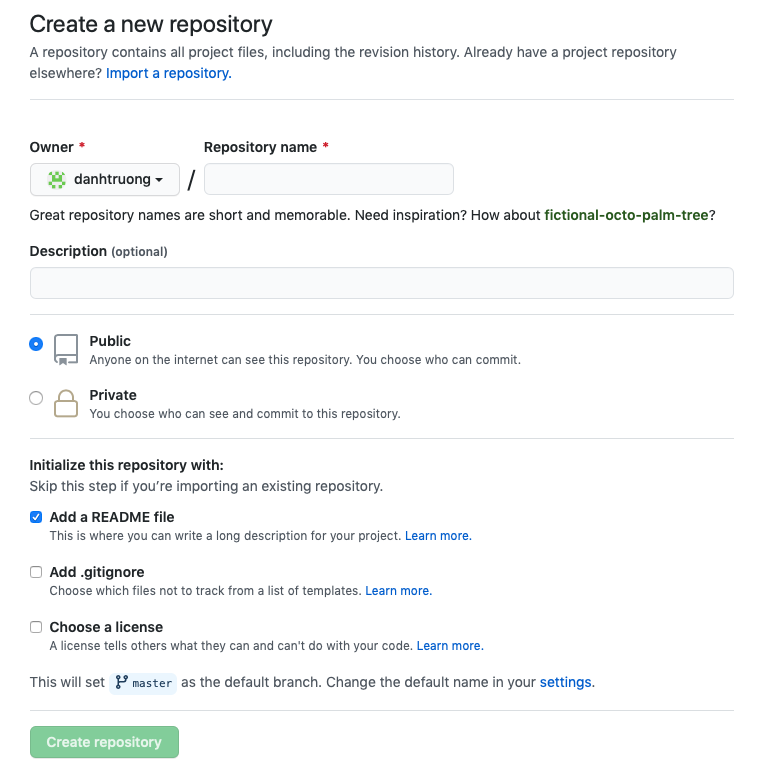 Create a new repository
A repository contains all project files, including the revision history. Already have a project repository
elsewhere? Import a repository.
Owner * Repository name *
danhtruong /
Great repository names are short and memorable. Need inspiration? How about fictional-octo-palm-tree?
Description (optional)
Public
Anyone on the internet can see this repository. You choose who can commit.
Private
You choose who can see and commit to this repository.
Initialize this repository with:
Skip this step if you’re importing an existing repository.
Add a README file
This is where you can write a long description for your project. Learn more.
Add .gitignore
Choose which files not to track from a list of templates. Learn more.
Choose a license
A license tells others what they can and can't do with your code. Learn more.
This will set master as the default branch. Change the default name in your settings.
Create repository